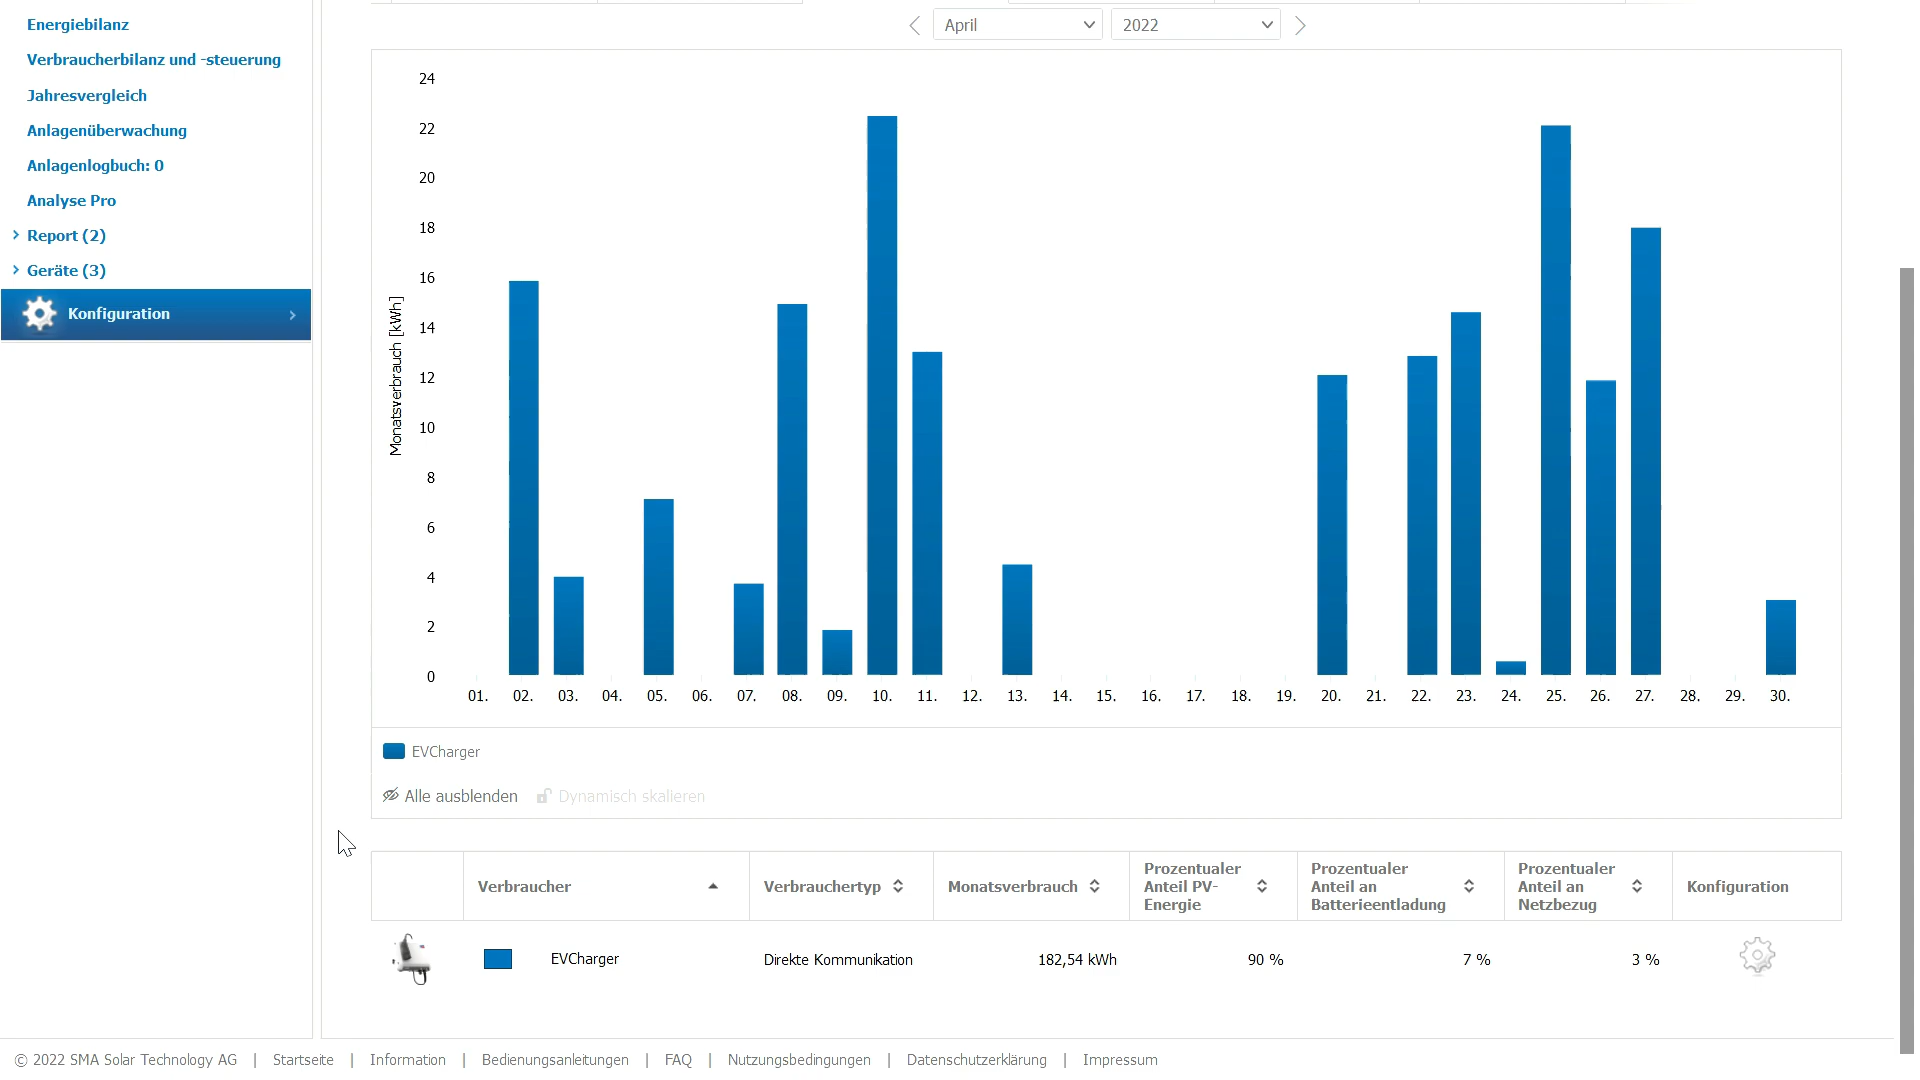 Energiebilanz
Verbraucherbilanz und -steuerung
Jahresvergleich
Anlagenüberwachung
Anlagenlogbuch: 0
Analyse Pro
Report (2)
Geräte (3)
Konfiguration
April 2022
Monatsverbrauch [kWh]
24
22
20
18
16
14
12
10
8
6
4
2
0
01. 02. 03. 04. 05. 06. 07. 08. 09. 10. 11. 12. 13. 14. 15. 16. 17. 18. 19. 20. 21. 22. 23. 24. 25. 26. 27. 28. 29. 30.
EVCharger
Alle ausblenden Dynamisch skalieren
Verbraucher
Verbrauchertyp
Monatsverbrauch
Prozentualer
Anteil PV-
Energie
Prozentualer
Anteil an
Batterieentladung
Prozentualer
Anteil an
Netzbezug
Konfiguration
EVCharger Direkte Kommunikation 182,54 kWh 90 % 7 % 3 %
© 2022 SMA Solar Technology AG | Startseite | Information | Bedienungsanleitungen | FAQ | Nutzungsbedingungen | Datenschutzerklärung | Impressum